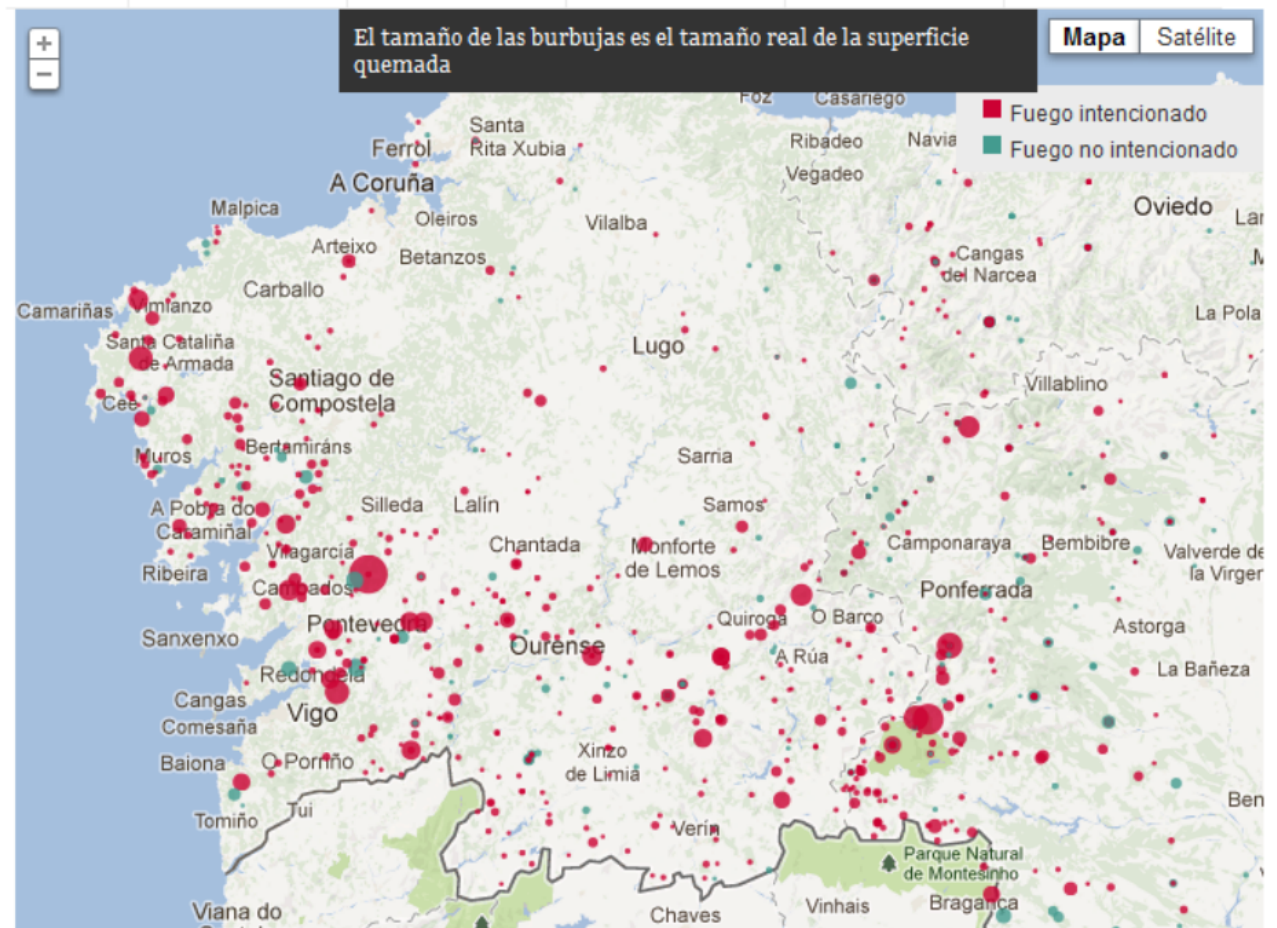 +
−
El tamaño de las burbujas es el tamaño real de la superficie
quemada
Mapa
Satélite
Fuego intencionado
Fuego no intencionado
Foz
Casariego
Santa
Rita Xubia
Ferrol
Ribadeo
Navia
Vegadeo
A Coruña
Malpica
Oleiros
Vilalba
Oviedo
Arteixo
Betanzos
Cangas
del Narcea
Carballo
Camariñas
Vimianzo
La Pola
Santa Cataliña
de Armada
Lugo
Santiago de
Compostela
Villablino
Cee
Bertamiráns
Muros
Sarria
A Pobra do
Caramiñal
Silleda
Lalín
Samos
Vilagarcía
Chantada
Monforte
de Lemos
Camponaraya
Bembibre
Valverde de
la Virgen
Ribeira
Cambados
Ponferrada
Pontevedra
Quiroga
O Barco
Sanxenxo
Ourense
Astorga
A Rúa
La Bañeza
Redondela
Cangas
Vigo
Comesaña
Baiona
O Porriño
Xinzo
de Limia
Tomiño
Tui
Verín
Parque Natural
de Montesinho
Viana do
Chaves
Vinhais
Bragança